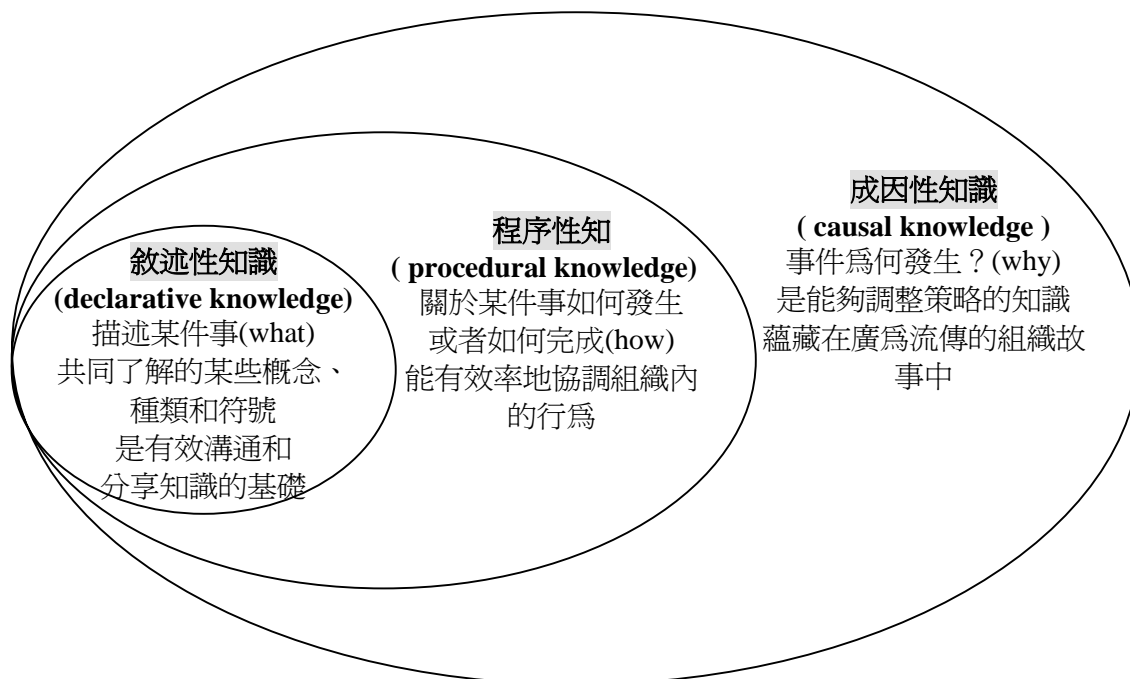 敘述性知識
(declarative knowledge)
描述某件事(what)
共同了解的某些概念、
種類和符號
是有效溝通和
分享知識的基礎
程序性知
( procedural knowledge)
關於某件事如何發生
或者如何完成(how)
能有效率地協調組織內
的行爲
成因性知識
( causal knowledge )
事件爲何發生？(why)
是能夠調整策略的知識
蘊藏在廣爲流傳的組織故
事中